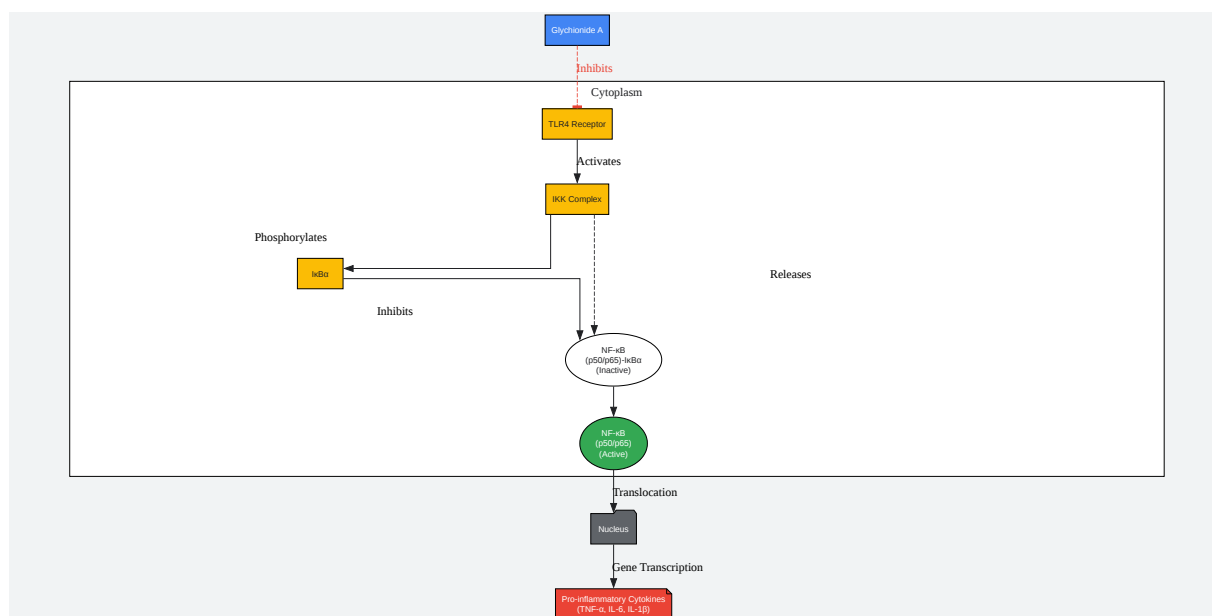 Glychionide A
Inhibits
Cytoplasm
TLR4 Receptor
Activates
IKK Complex
Phosphorylates
IκBα
Releases
Inhibits
NF-κB
(p50/p65)-IκBα
(Inactive)
NF-κB
(p50/p65)
(Active)
Translocation
Nucleus
Gene Transcription
Pro-inflammatory Cytokines
(TNF-α, IL-6, IL-1β)